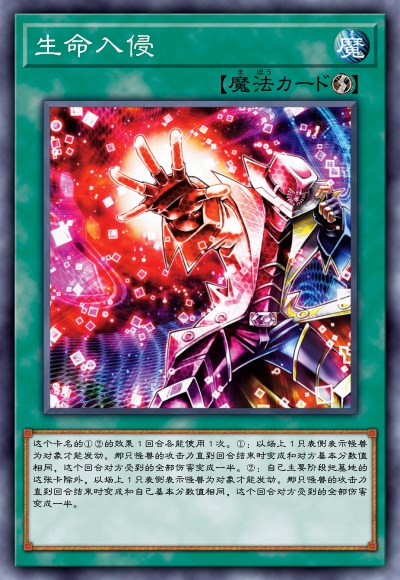 生命入侵
魔
【魔法カード】
まほう
这个卡名的①②的效果1回合各能使用1次。①：以场上1只表侧表示怪兽
为对象才能发动。那只怪兽的攻击力直到回合结束时变成和对方基本分数值
相同，这个回合对方受到的全部伤害变成一半。②：自己主要阶段把墓地的
这张卡除外，以场上1只表侧表示怪兽为对象才能发动。那只怪兽的攻击力直
到回合结束时变成和自己基本分数值相同，这个回合对方受到的全部伤害变
成一半。